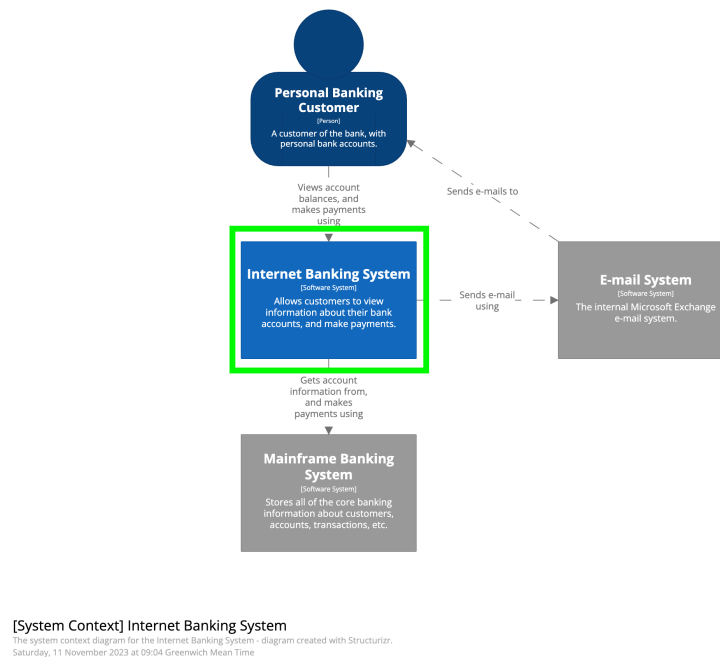 Personal Banking
Customer
[Person]
A customer of the bank, with
personal bank accounts.
Views account
balances, and
makes payments
using
Sends e-mails to
Internet Banking System
[Software System]
Allows customers to view
information about their bank
accounts, and make payments.
Sends e-mail
using
E-mail System
[Software System]
The internal Microsoft Exchange
e-mail system.
Gets account
information from,
and makes
payments using
Mainframe Banking
System
[Software System]
Stores all of the core banking
information about customers,
accounts, transactions, etc.
[System Context] Internet Banking System
The system context diagram for the Internet Banking System - diagram created with Structurizr.
Saturday, 11 November 2023 at 09:04 Greenwich Mean Time